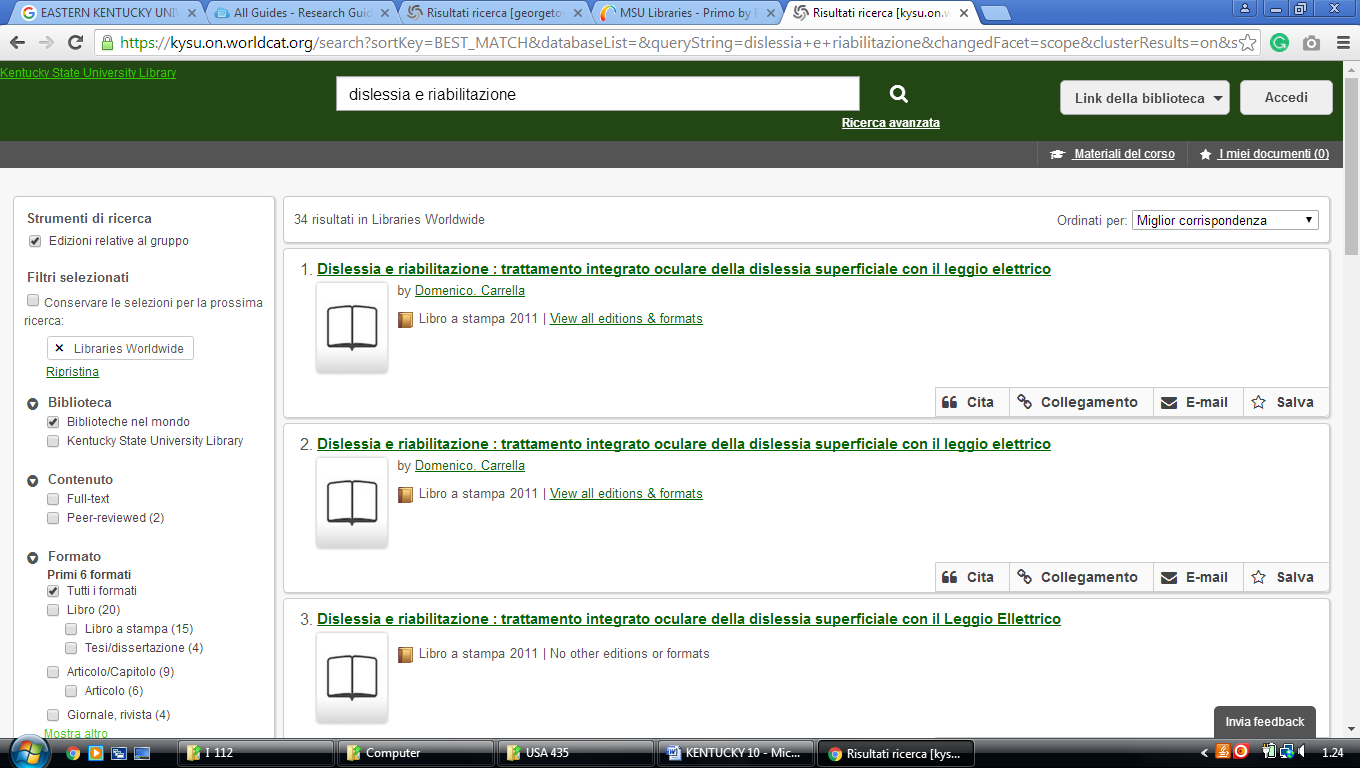 EASTERN KENTUCKY UNI
All Guides - Research Guid
Risultati ricerca [georgeto
MSU Libraries - Primo by E
Risultati ricerca [kysu.on.w
https://kysu.on.worldcat.org/search?sortKey=BEST_MATCH&databaseList=&queryString=dislessia+e+riabilitazione&changedFacet=scope&clusterResults=on&s
Kentucky State University Library
dislessia e riabilitazione
Link della biblioteca
Accedi
Ricerca avanzata
Materiali del corso
I miei documenti (0)
Strumenti di ricerca
Edizioni relative al gruppo
Filtri selezionati
Conservare le selezioni per la prossima
ricerca:
× Libraries Worldwide
Ripristina
Biblioteca
Biblioteche nel mondo
Kentucky State University Library
Contenuto
Full-text
Peer-reviewed (2)
Formato
Primi 6 formati
Tutti i formati
Libro (20)
Libro a stampa (15)
Tesi/dissertazione (4)
Articolo/Capitolo (9)
Articolo (6)
Giornale, rivista (4)
Mostra altro
34 risultati in Libraries Worldwide
Ordinati per: Miglior corrispondenza
1. Dislessia e riabilitazione : trattamento integrato oculare della dislessia superficiale con il leggio elettrico
by Domenico. Carrella
Libro a stampa 2011 | View all editions & formats
Cita Collegamento E-mail Salva
2. Dislessia e riabilitazione : trattamento integrato oculare della dislessia superficiale con il leggio elettrico
by Domenico. Carrella
Libro a stampa 2011 | View all editions & formats
Cita Collegamento E-mail Salva
3. Dislessia e riabilitazione : trattamento integrato oculare della dislessia superficiale con il Leggio Ellettrico
Libro a stampa 2011 | No other editions or formats
Invia feedback
I 112
Computer
USA 435
KENTUCKY 10 - Mic...
Risultati ricerca [kys...
1.24